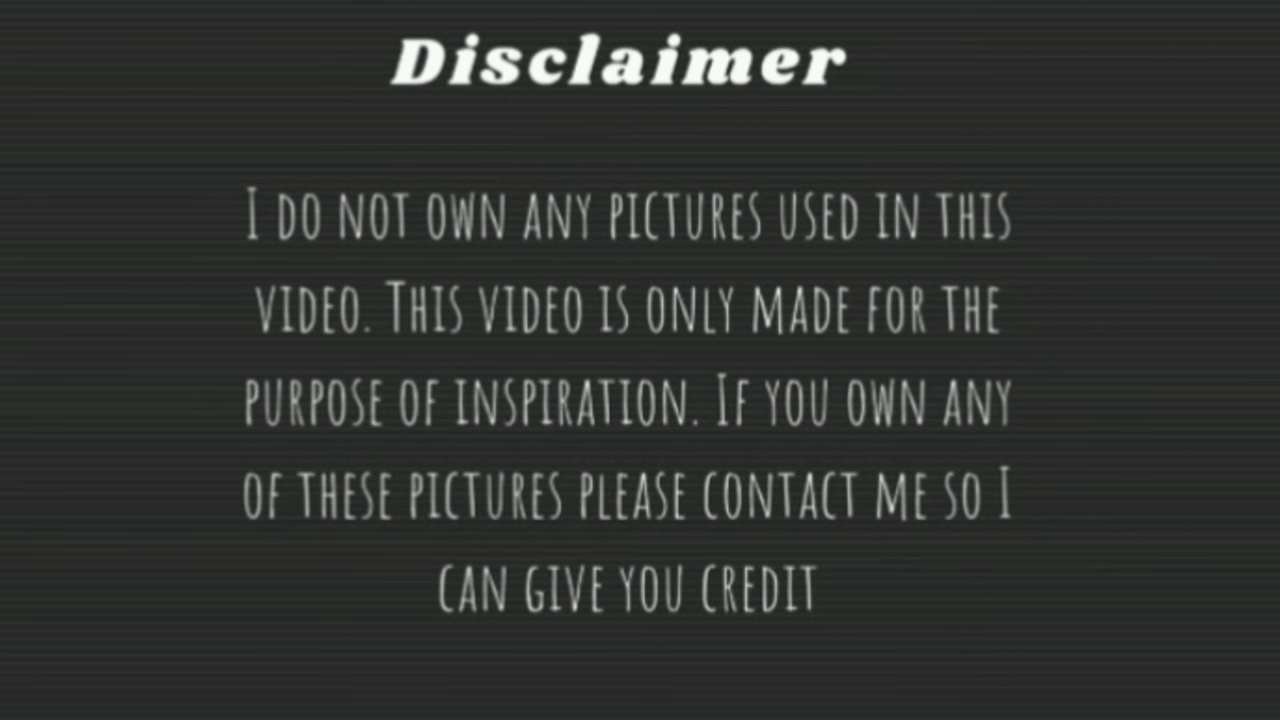 Disclaimer
I do not own any pictures used in this
video. This video is only made for the
purpose of inspiration. If you own any
of these pictures please contact me so I
can give you credit